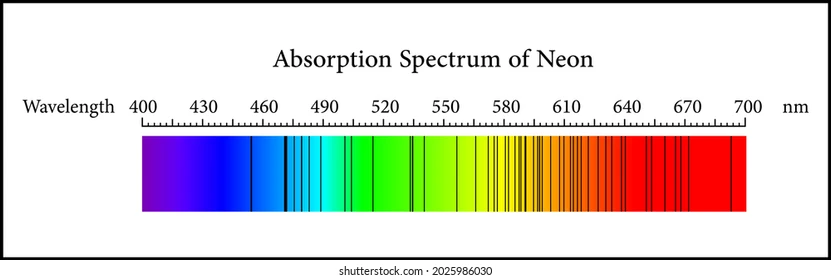 Absorption Spectrum of Neon
Wavelength 400 430 460 490 520 550 580 610 640 670 700 nm
shutterstock.com · 2025986030